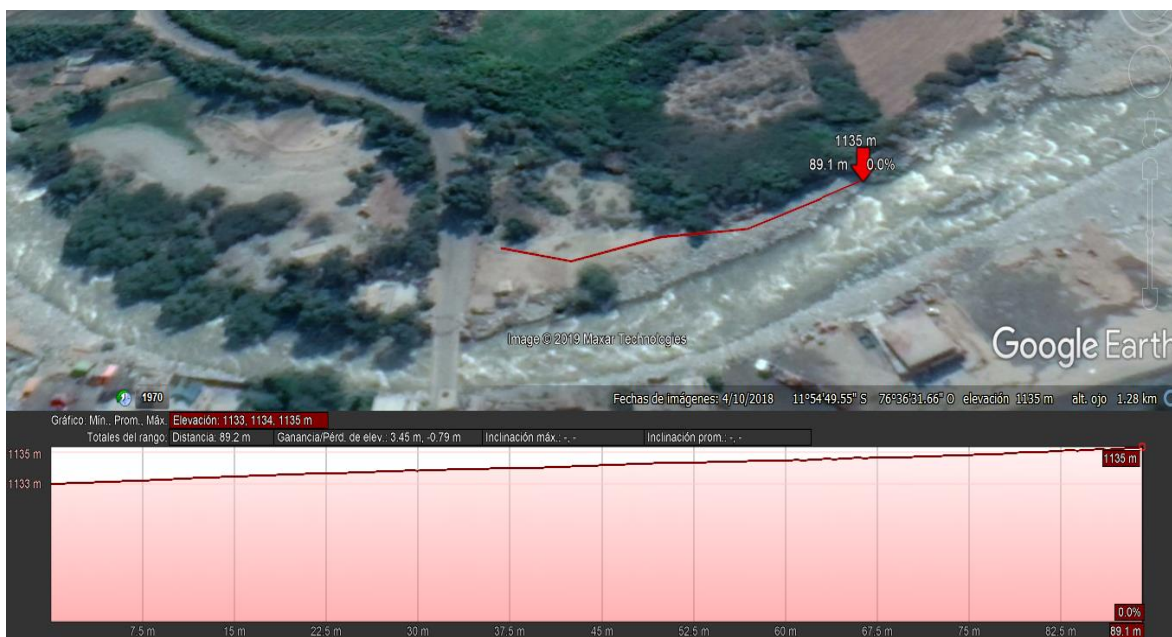 1135 m
89.1 m 0.0%
Image © 2019 Maxar Technologies
Google Earth
1970
Fechas de imágenes: 4/10/2018 11°54'49.55" S 76°36'31.66" O elevación 1135 m alt. ojo 1.28 km
Gráfico: Mín., Prom., Máx. Elevación: 1133, 1134, 1135 m
Totales del rango: Distancia: 89.2 m Ganancia/Pérd. de elev.: 3.45 m, -0.79 m Inclinación máx.: -, - Inclinación prom.: -, -
1135 m
1135 m
1133 m
0.0%
7.5 m 15 m 22.5 m 30 m 37.5 m 45 m 52.5 m 60 m 67.5 m 75 m 82.5 m 89.1 m